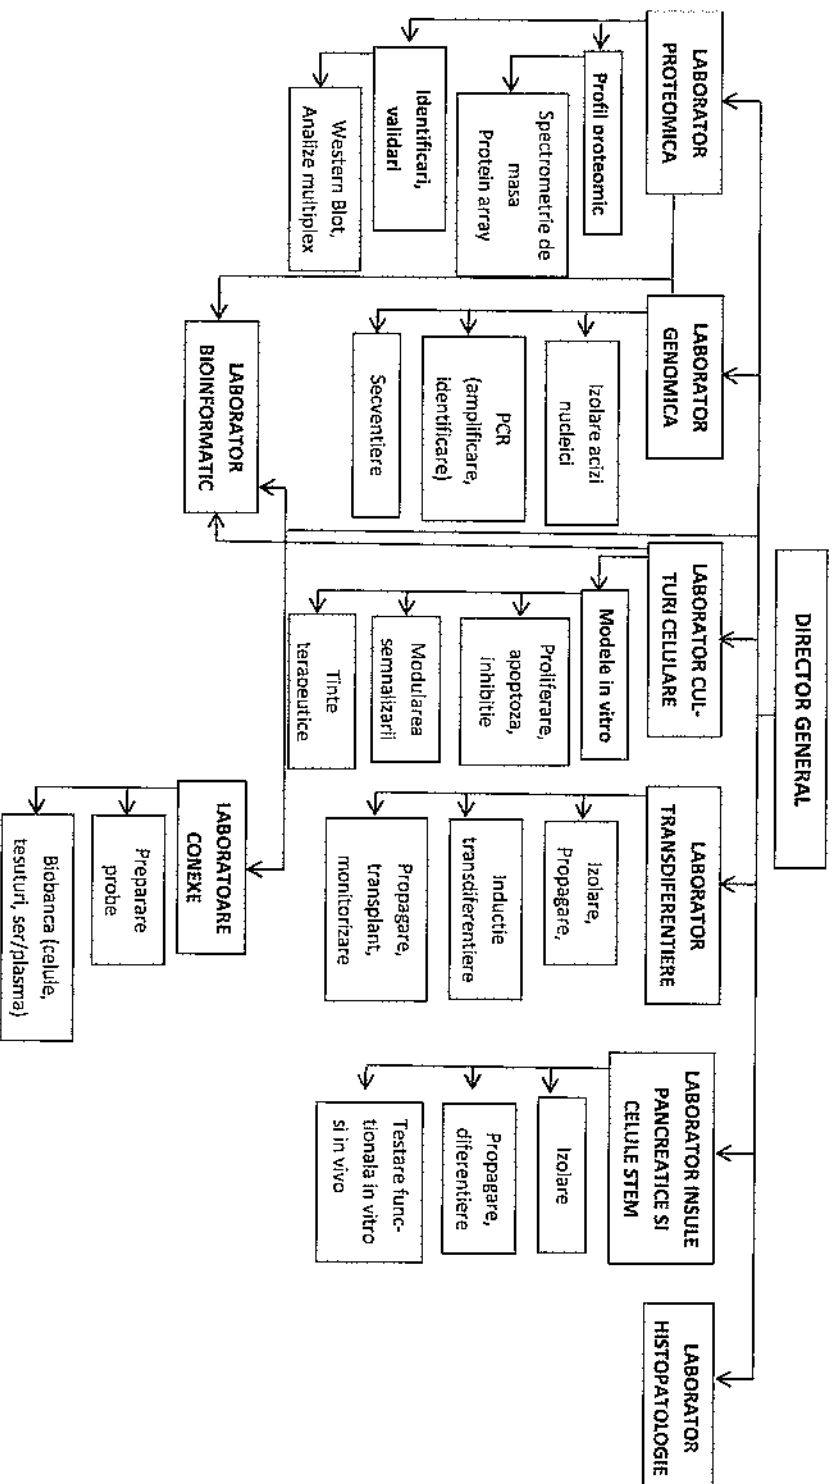 DIRECTOR GENERAL
LABORATOR
PROTEOMICA
Profil proteomic
Spectrometrie de
masa
Protein array
Identificari,
validari
Western Blot,
Analize multiplex
LABORATOR
GENOMICA
Izolare acizi
nucleici
PCR
(amplificare,
identificare)
Secventiere
LABORATOR
BIOINFORMATIC
LABORATOR CUL-
TURI CELULARE
Modele in vitro
Proliferare,
apoptoza,
inhibitie
Modularea
semnalizarii
Tinte
terapeutice
LABORATOR
TRANSDIFERENTIERE
Izolare,
Propagare,
Inductie
transdiferentiere
Propagare,
transplant,
monitorizare
LABORATOARE
CONEXE
Preparare
probe
Biobanca (celule,
tesuturi, ser/plasma)
LABORATOR INSULE
PANCREATICE SI
CELULE STEM
Izolare
Propagare,
diferentiere
Testare func-
tionala in vitro
si in vivo
LABORATOR
HISTOPATOLOGIE